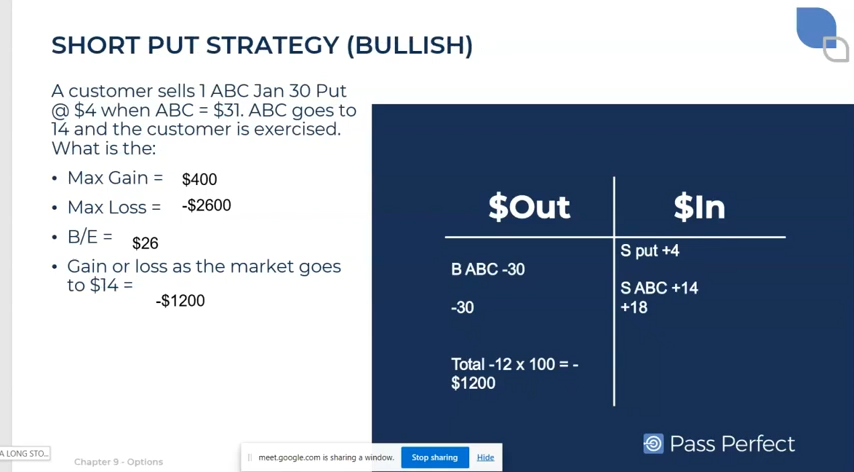 SHORT PUT STRATEGY (BULLISH)
A customer sells 1 ABC Jan 30 Put
@ $4 when ABC = $31. ABC goes to
14 and the customer is exercised.
What is the:
• Max Gain = $400
• Max Loss = -$2600
• B/E = $26
• Gain or loss as the market goes
to $14 =
-$1200
$Out $In
S put +4
B ABC -30
S ABC +14
-30 +18
Total -12 x 100 = -
$1200
Pass Perfect
A LONG STO...
Chapter 9 - Options
meet.google.com is sharing a window. Stop sharing Hide